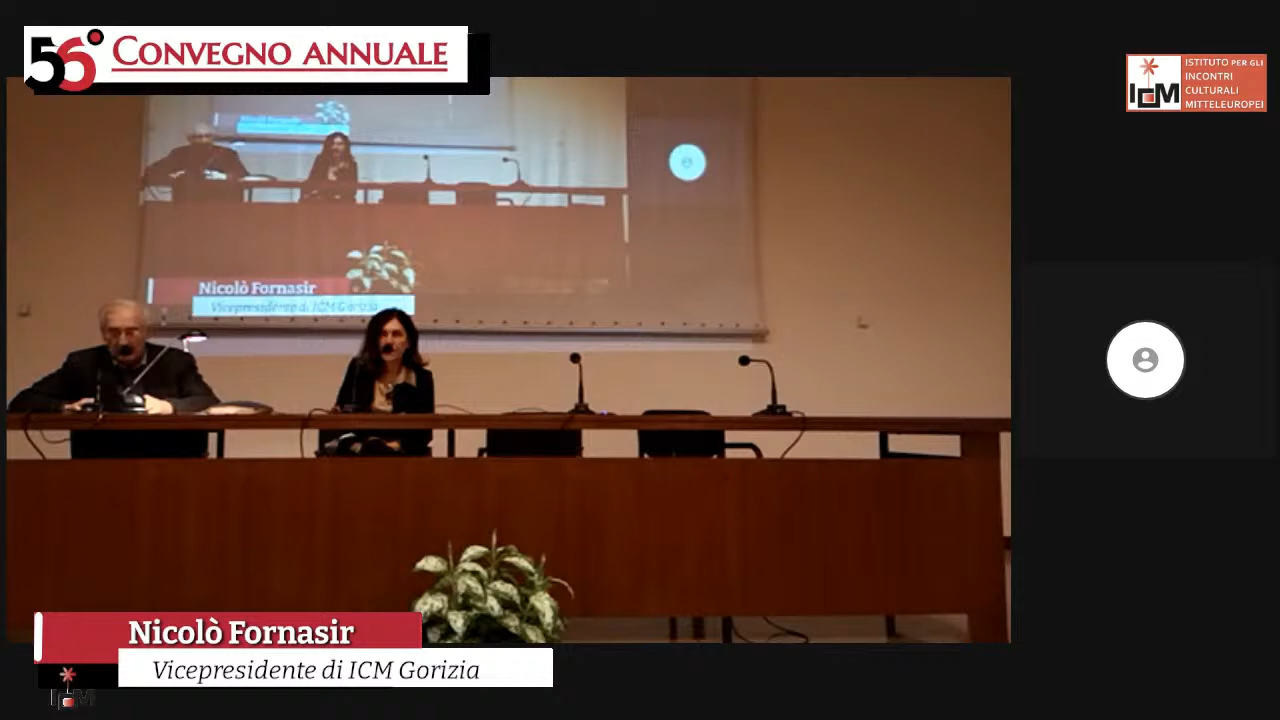 56° CONVEGNO ANNUALE
ISTITUTO PER GLI
INCONTRI
CULTURALI
MITTELEUROPEI
ICM
Nicolò Fornasir
Vicepresidente di ICM Gorizia
Nicolò Fornasir
Vicepresidente di ICM Gorizia
ICM